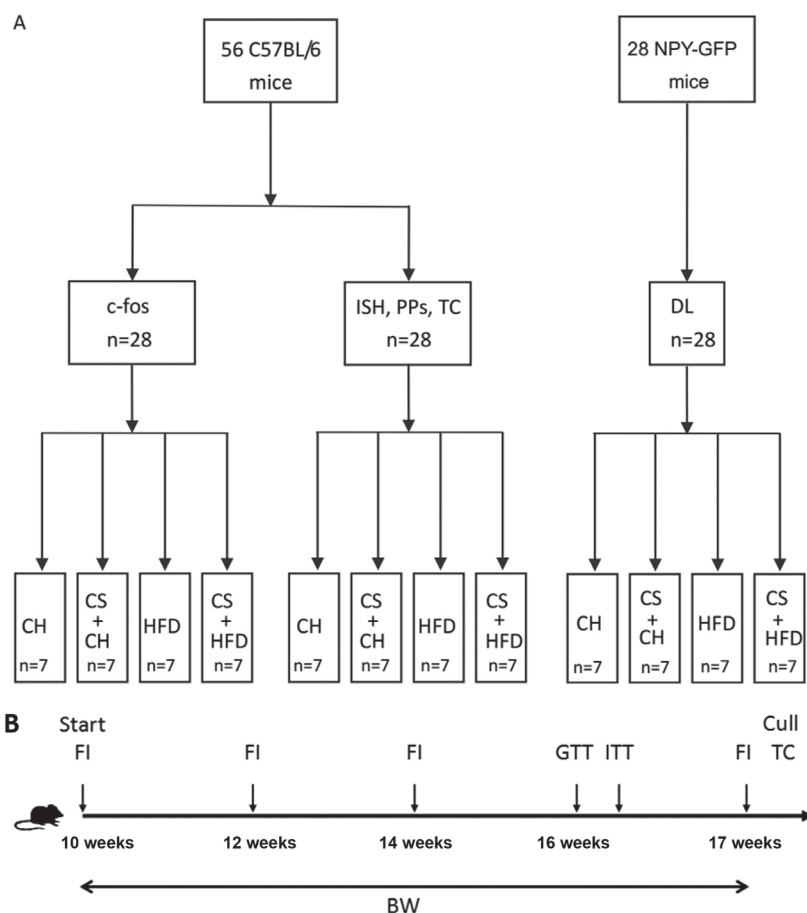 A
56 C57BL/6
mice
28 NPY-GFP
mice
c-fos
n=28
ISH, PPs, TC
n=28
DL
n=28
CH
n=7
CS
+
CH
n=7
HFD
n=7
CS
+
HFD
n=7
CH
n=7
CS
+
CH
n=7
HFD
n=7
CS
+
HFD
n=7
CH
n=7
CS
+
CH
n=7
HFD
n=7
CS
+
HFD
n=7
B
Start
FI
FI
FI
GTT
ITT
FI
Cull
TC
10 weeks
12 weeks
14 weeks
16 weeks
17 weeks
BW